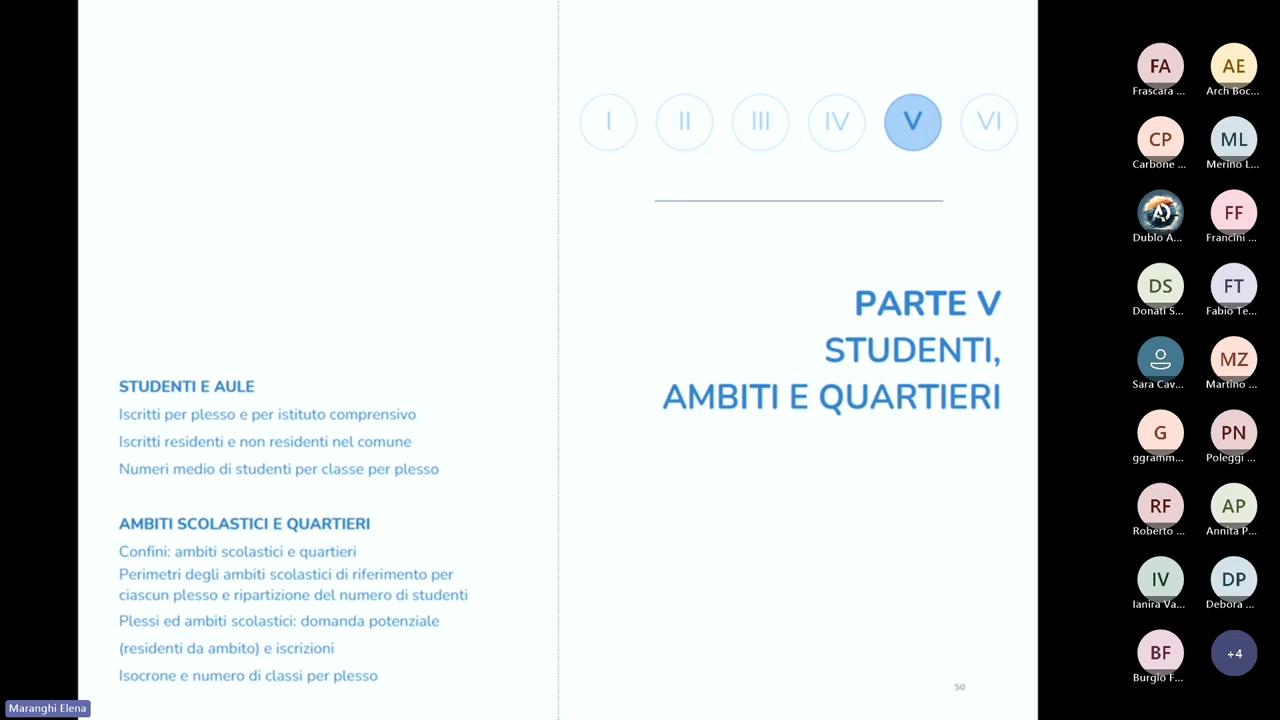 I II III IV V VI
PARTE V
STUDENTI,
AMBITI E QUARTIERI
STUDENTI E AULE
Iscritti per plesso e per istituto comprensivo
Iscritti residenti e non residenti nel comune
Numeri medio di studenti per classe per plesso
AMBITI SCOLASTICI E QUARTIERI
Confini: ambiti scolastici e quartieri
Perimetri degli ambiti scolastici di riferimento per
ciascun plesso e ripartizione del numero di studenti
Plessi ed ambiti scolastici: domanda potenziale
(residenti da ambito) e iscrizioni
Isocrone e numero di classi per plesso
50
Maranghi Elena
FA AE
Frascara ... Arch Boc...
CP ML
Carbone ... Merino L...
AD FF
Dublo A... Francini ...
DS FT
Donati S... Fabio Te...
MZ
Sara Cav... Martino ...
G PN
ggramm... Poleggi ...
RF AP
Roberto ... Annita P...
IV DP
Ianira Va... Debora ...
BF +4
Burgio F...